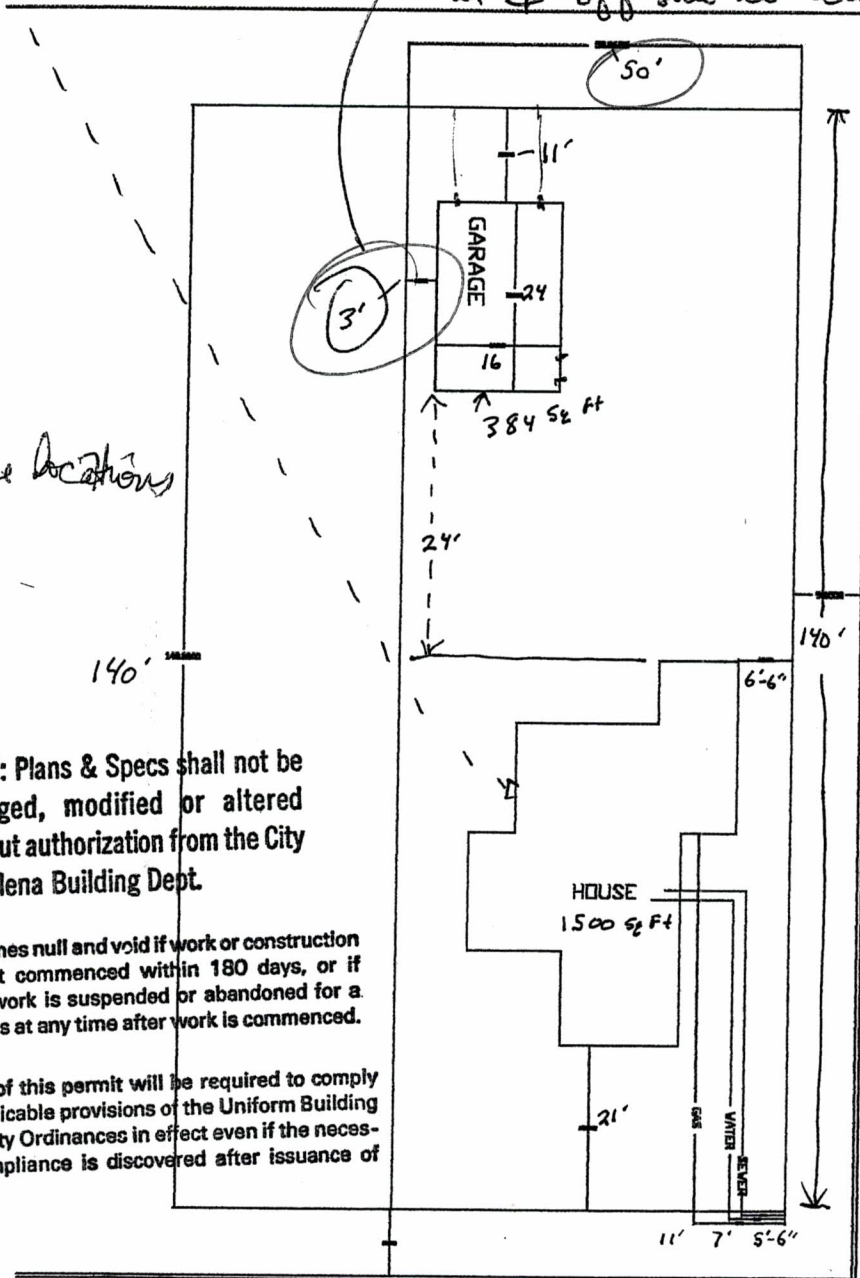 50'
11'
GARAGE
24
3'
16
384 Sq Ft
locations
24'
140'
140'
6'-6"
: Plans & Specs shall not be
ged, modified or altered
ut authorization from the City
lena Building Dept.
HOUSE
1500 Sq Ft
nes null and void if work or construction
t commenced within 180 days, or if
work is suspended or abandoned for a
s at any time after work is commenced.
of this permit will be required to comply
icable provisions of the Uniform Building
ty Ordinances in effect even if the neces-
mpliance is discovered after issuance of
21'
GAS
WATER
SEWER
11' 7' 5'-6"